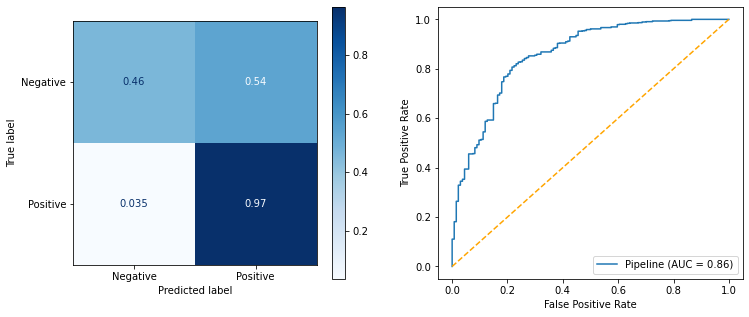 True label
Negative
Positive
0.46
0.54
0.035
0.97
Negative
Positive
Predicted label
0.8
0.6
0.4
0.2
True Positive Rate
1.0
0.8
0.6
0.4
0.2
0.0
0.0
0.2
0.4
0.6
0.8
1.0
False Positive Rate
Pipeline (AUC = 0.86)